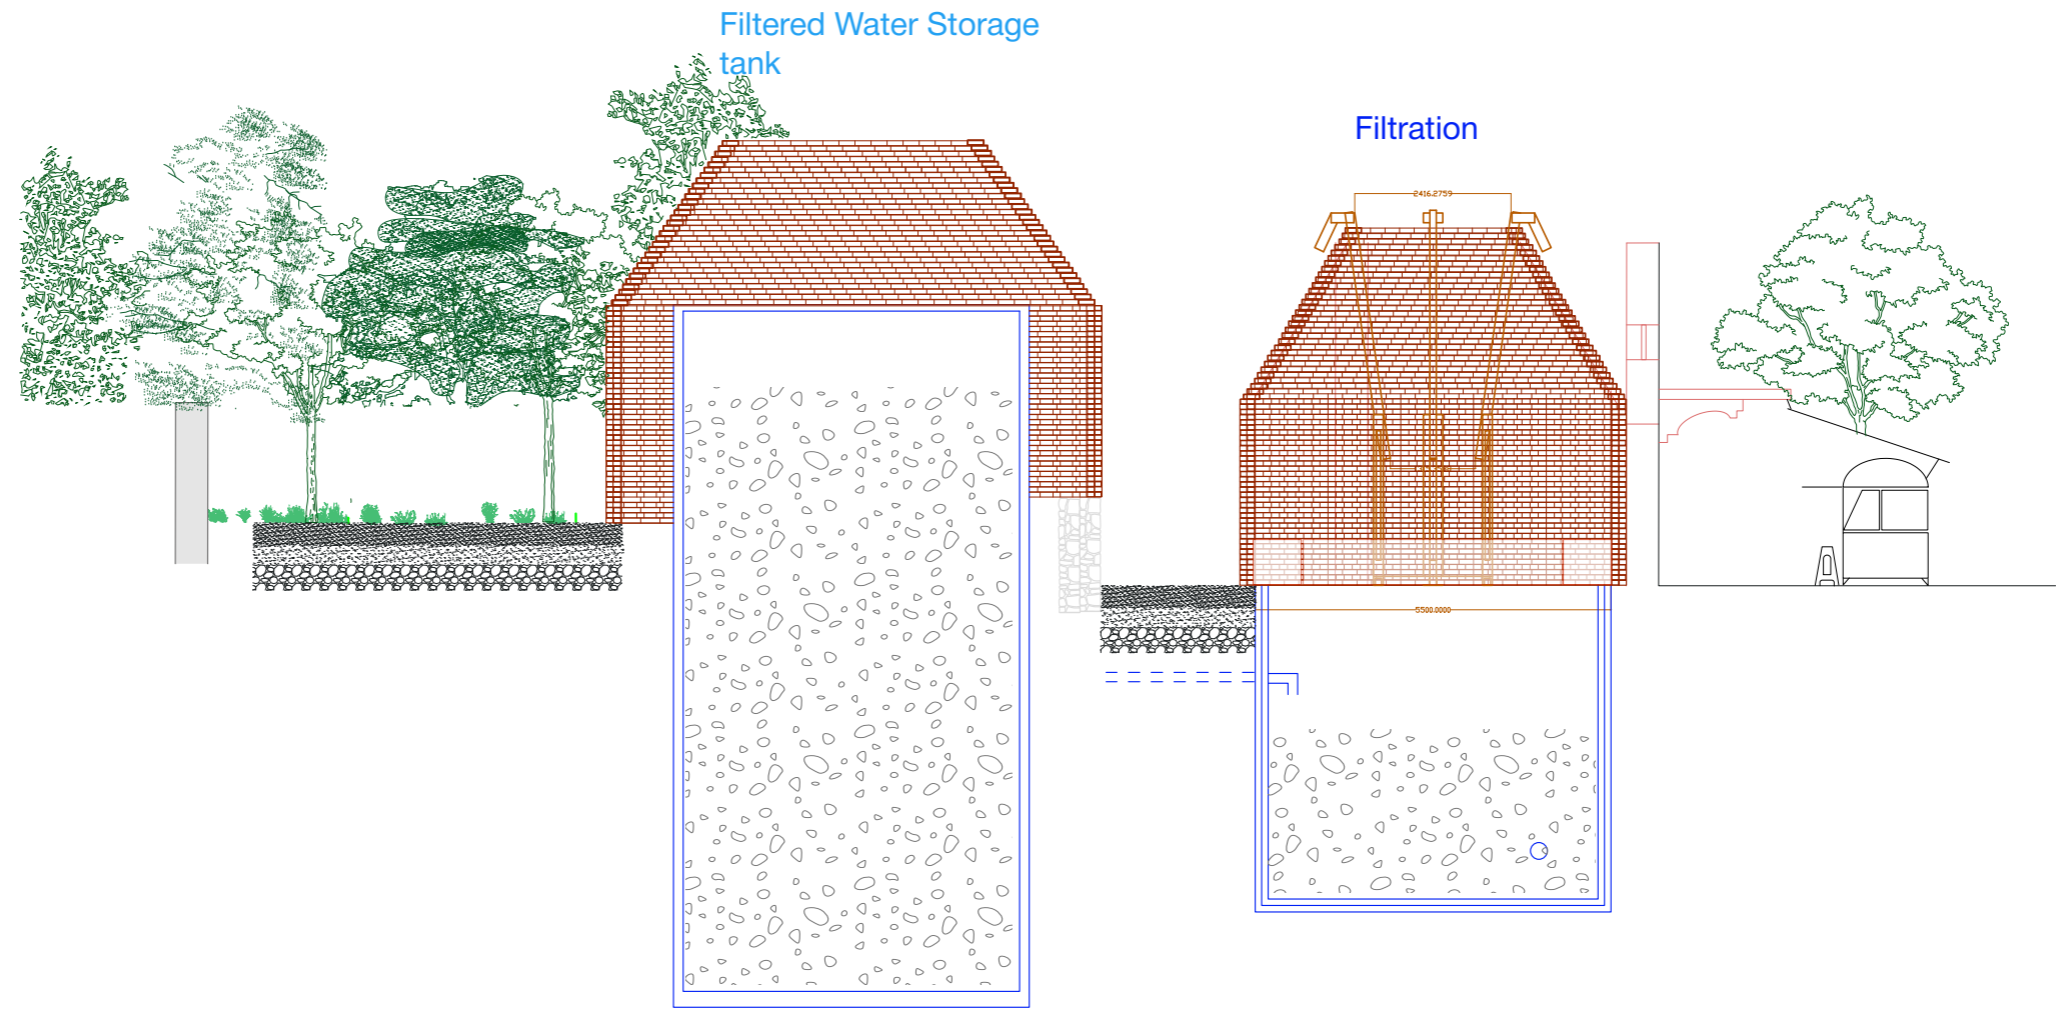 Filtered Water Storage
tank
Filtration
2416.2759
5500.0000